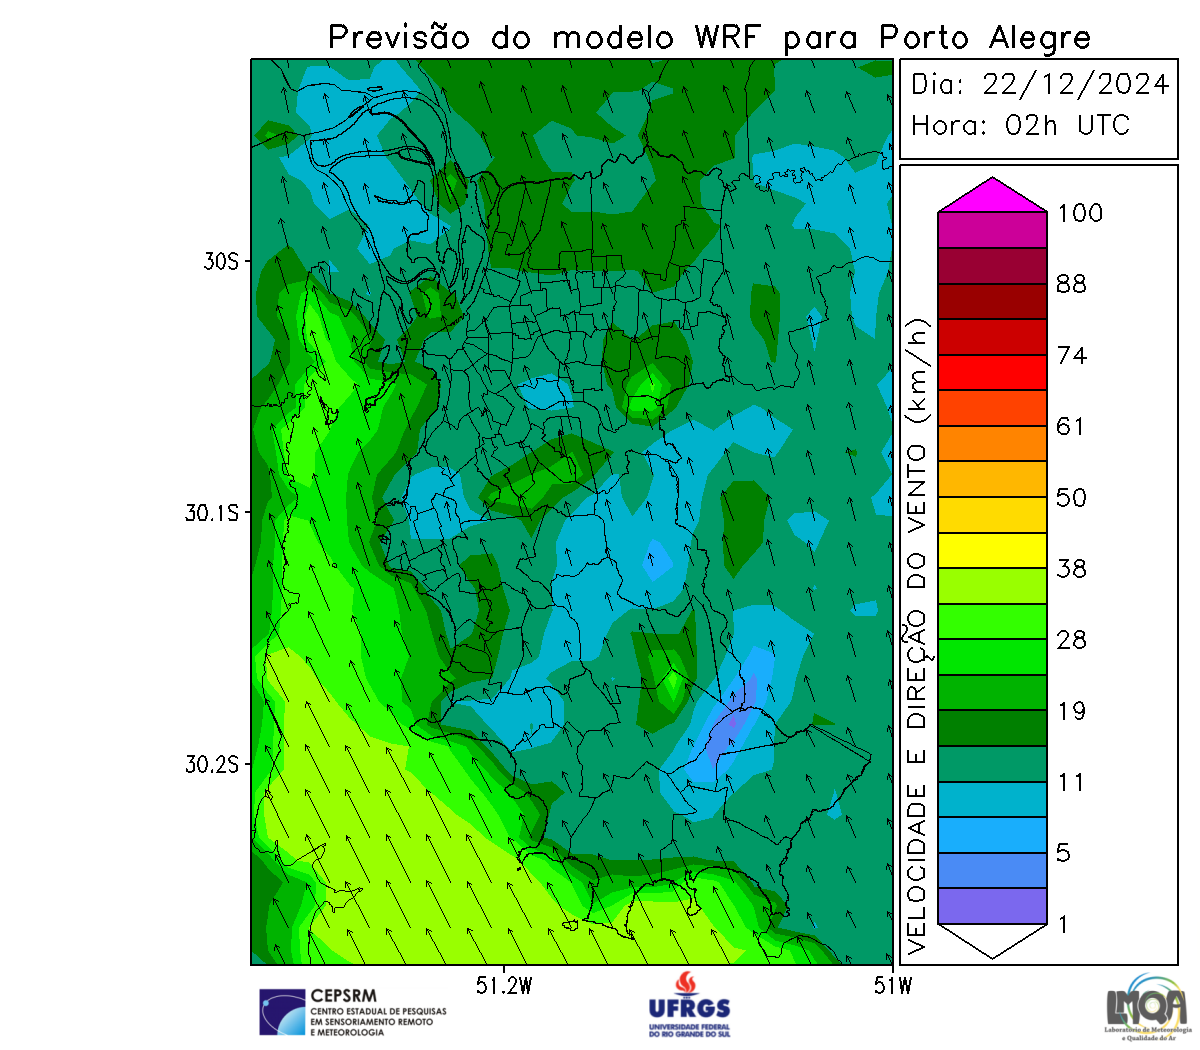 Previsão do modelo WRF para Porto Alegre
Dia: 22/12/2024
Hora: 02h UTC
100
88
74
61
50
38
28
19
11
5
1
VELOCIDADE E DIREÇÃO DO VENTO (km/h)
30S
30.1S
30.2S
51.2W
51W
CEPSRM
CENTRO ESTADUAL DE PESQUISAS
EM SENSORIAMENTO REMOTO
E METEOROLOGIA
UFRGS
UNIVERSIDADE FEDERAL
DO RIO GRANDE DO SUL
LMQA
Laboratório de Meteorologia
e Qualidade do Ar